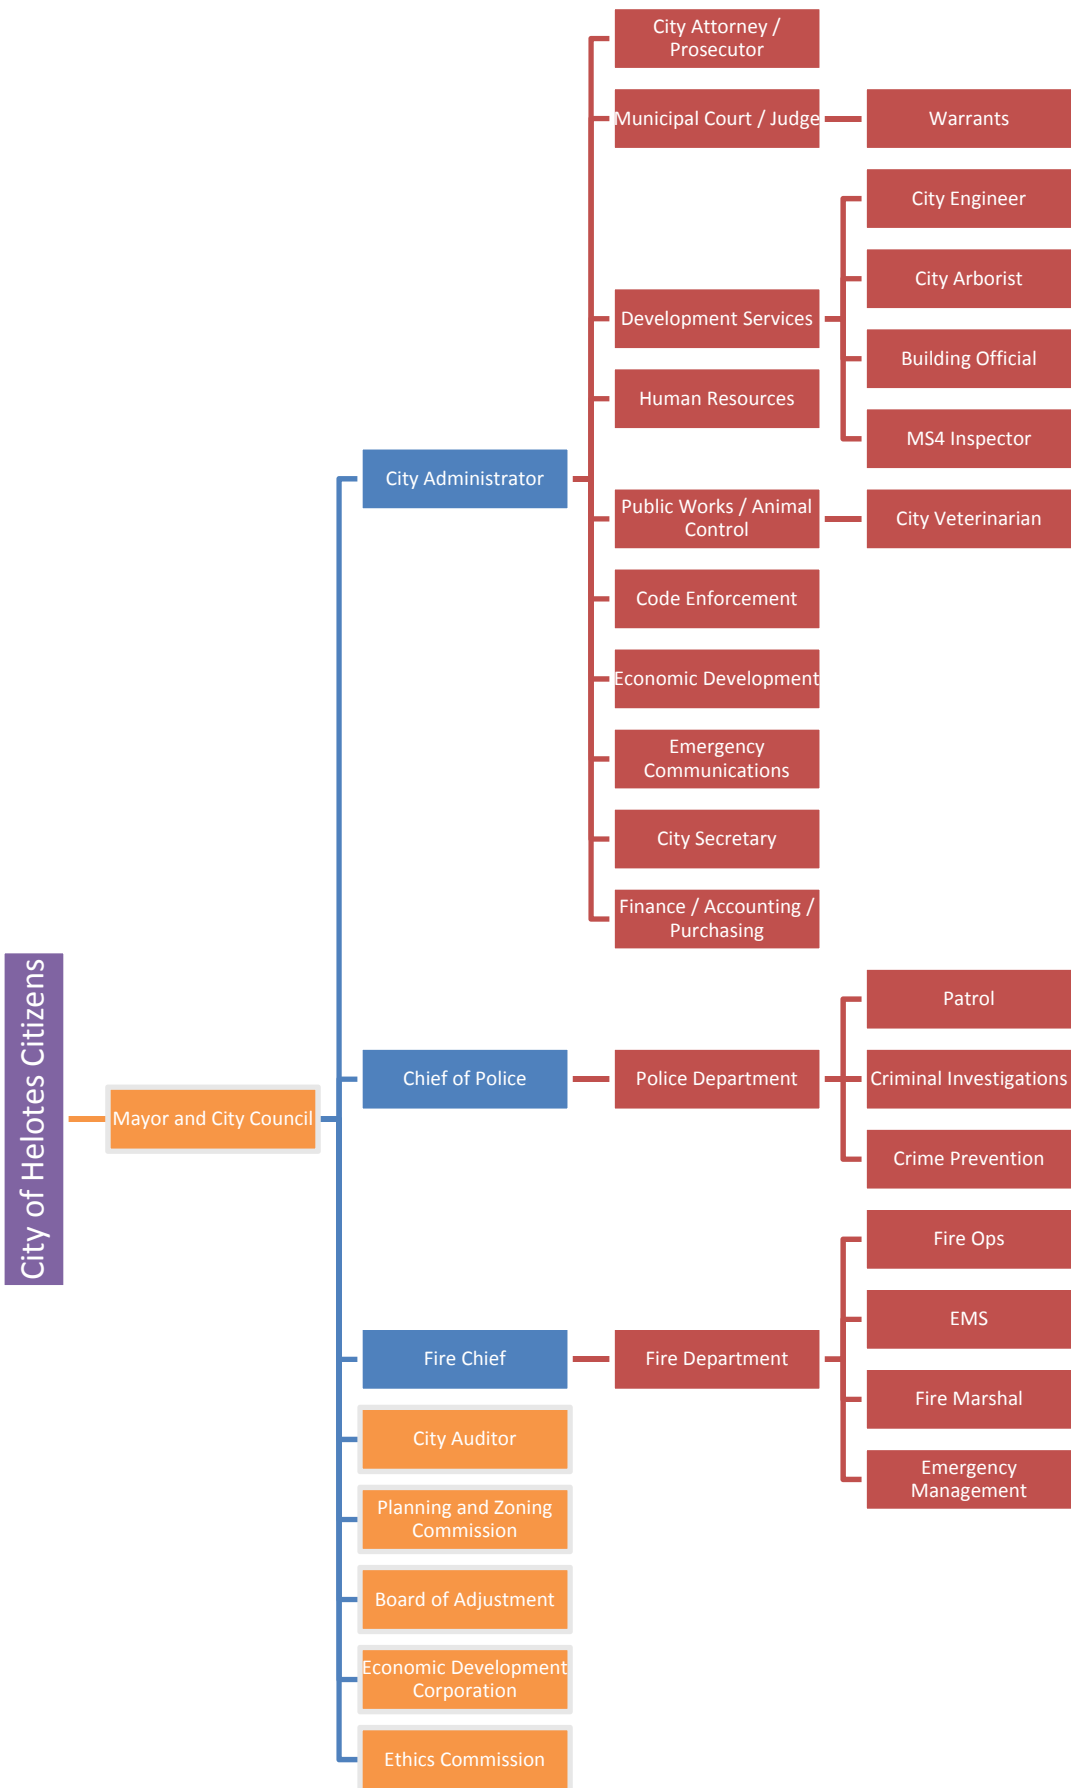 City of Helotes Citizens
Mayor and City Council
City Administrator
City Attorney /
Prosecutor
Municipal Court / Judge
Warrants
Development Services
City Engineer
City Arborist
Building Official
MS4 Inspector
Human Resources
Public Works / Animal
Control
City Veterinarian
Code Enforcement
Economic Development
Emergency
Communications
City Secretary
Finance / Accounting /
Purchasing
Chief of Police
Police Department
Patrol
Criminal Investigations
Crime Prevention
Fire Chief
Fire Department
Fire Ops
EMS
Fire Marshal
Emergency
Management
City Auditor
Planning and Zoning
Commission
Board of Adjustment
Economic Development
Corporation
Ethics Commission